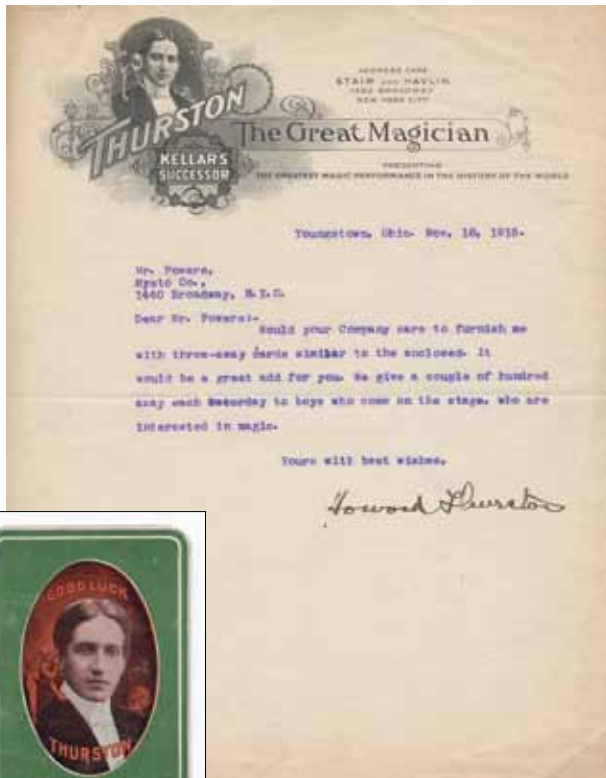 THURSTON
KELLAR'S
SUCCESSOR
ADDRESS CARE
STAIR AND HAVLIN
BROADWAY
NEW YORK CITY
The Great Magician
PRESENTING
THE GREATEST MAGIC PERFORMANCE IN THE HISTORY OF THE WORLD
Youngstown, Ohio. Nov.
Mr. Powers,
Mysto Co.,
1460 Broadway, N.Y.C.
Dear Mr. Powers:-
Would your Company care to furnish me
with throw-away cards similar to the enclosed. It
would be a great add for you. We give a couple of hundred
away each Saturday to boys who come on the stage, who are
interested in magic.
Yours with best wishes,
Howard Thurston
GOOD LUCK
THURSTON